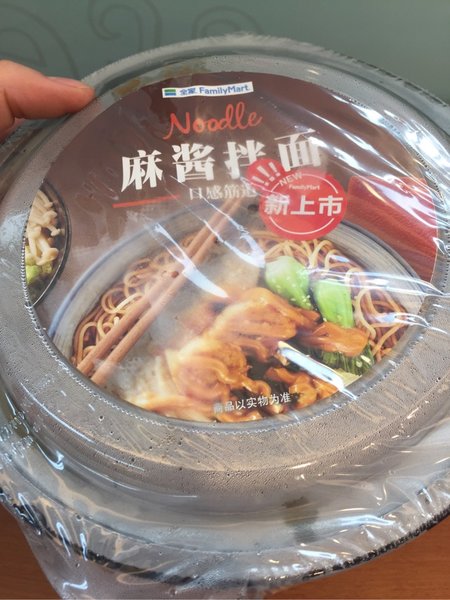 全家 FamilyMart
Noodle
麻酱拌面
口感筋道
NEW
FamilyMart
新上市
商品以实物为准